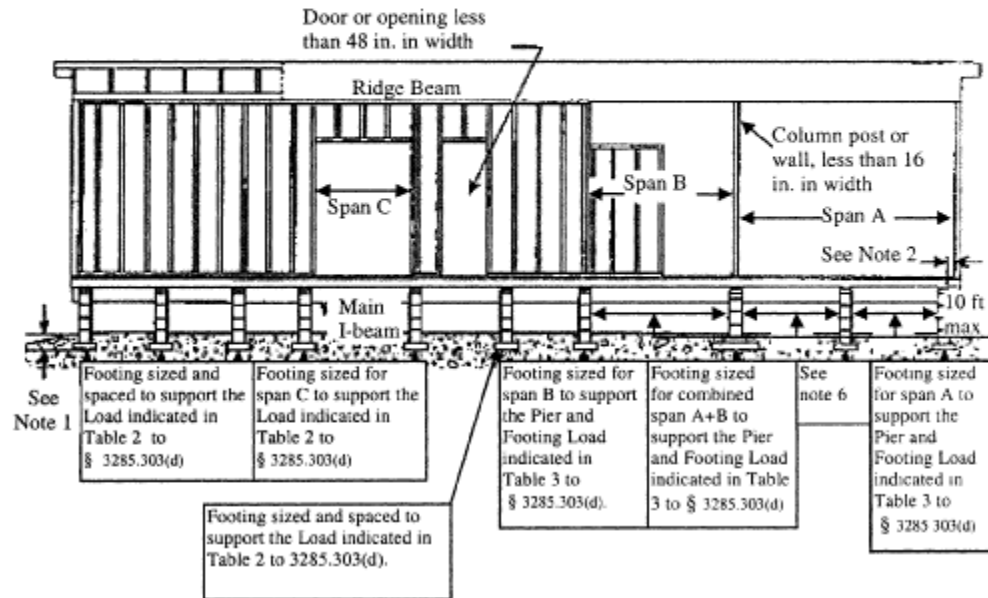 Door or opening less
than 48 in. in width
Ridge Beam
Column post or
wall, less than 16
in. in width
Span C
Span B
Span A
See Note 2
Main
I-beam
10 ft
max
See
Note 1
Footing sized and
spaced to support the
Load indicated in
Table 2 to
§ 3285.303(d)
Footing sized for
span C to support the
Load indicated in
Table 2 to
§ 3285.303(d)
Footing sized for
span B to support
the Pier and
Footing Load
indicated in
Table 3 to
§ 3285.303(d).
Footing sized
for combined
span A+B to
support the Pier
and Footing Load
indicated in Table
3 to § 3285.303(d)
See
note 6
Footing sized
for span A to
support the
Pier and
Footing Load
indicated in
Table 3 to
§ 3285 303(d)
Footing sized and spaced to
support the Load indicated in
Table 2 to 3285.303(d).